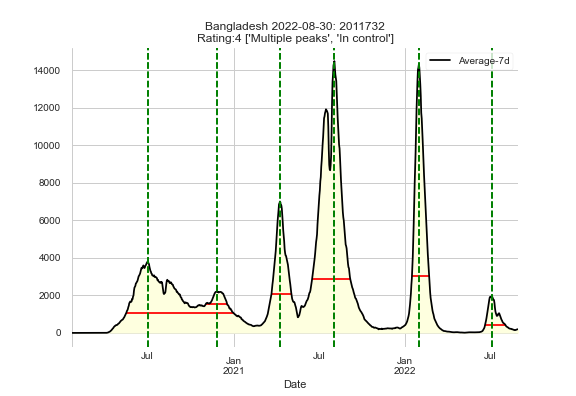 Bangladesh 2022-08-30: 2011732
Rating:4 ['Multiple peaks', 'In control']
Average-7d
14000
12000
10000
8000
6000
4000
2000
0
Jul
Jan
2021
Jul
Jan
2022
Jul
Date